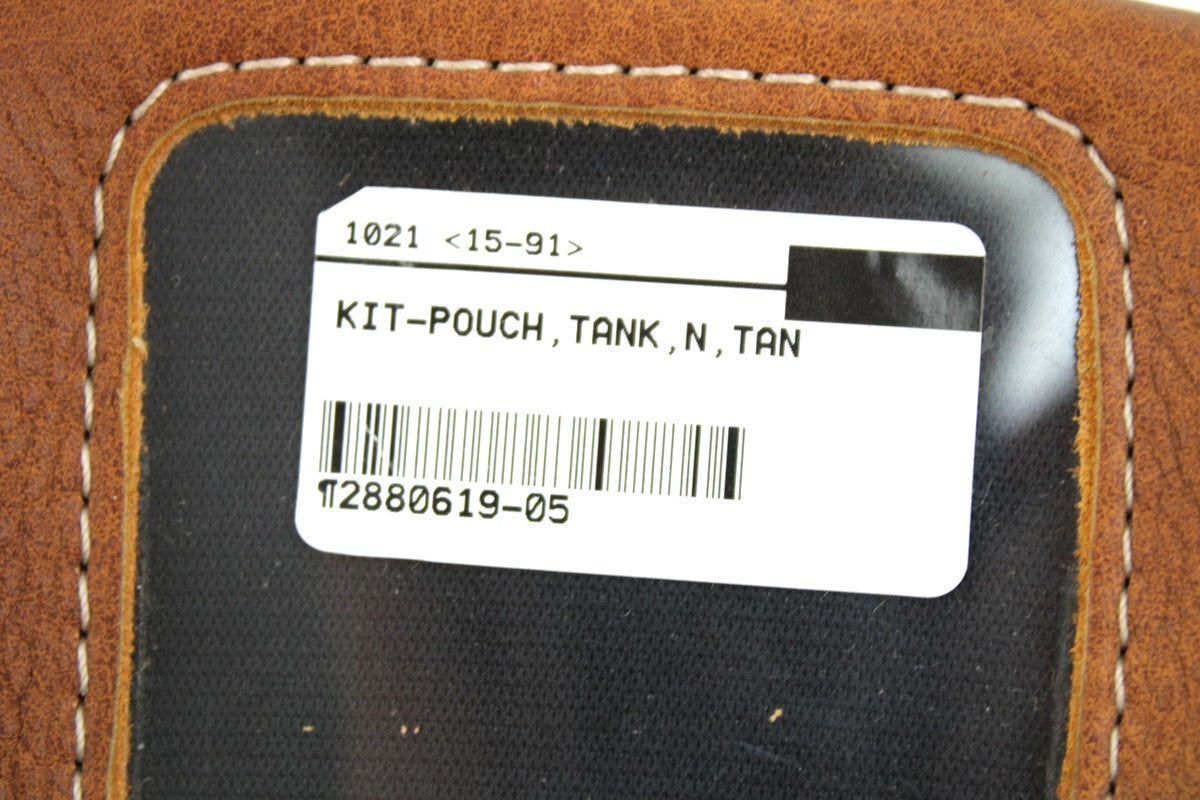 1021 <15-91>
KIT-POUCH,TANK,N,TAN
¶2880619-05